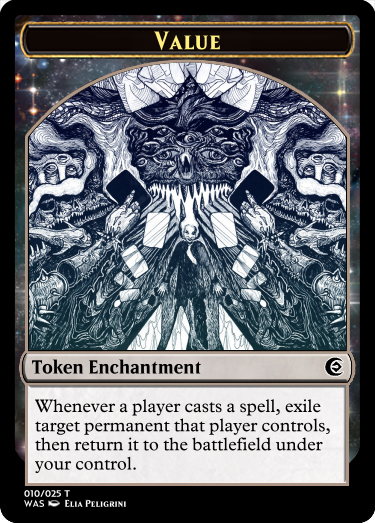 VALUE
Token Enchantment
Whenever a player casts a spell, exile
target permanent that player controls,
then return it to the battlefield under
your control.
010/025 T
WAS ELIA PELIGRINI